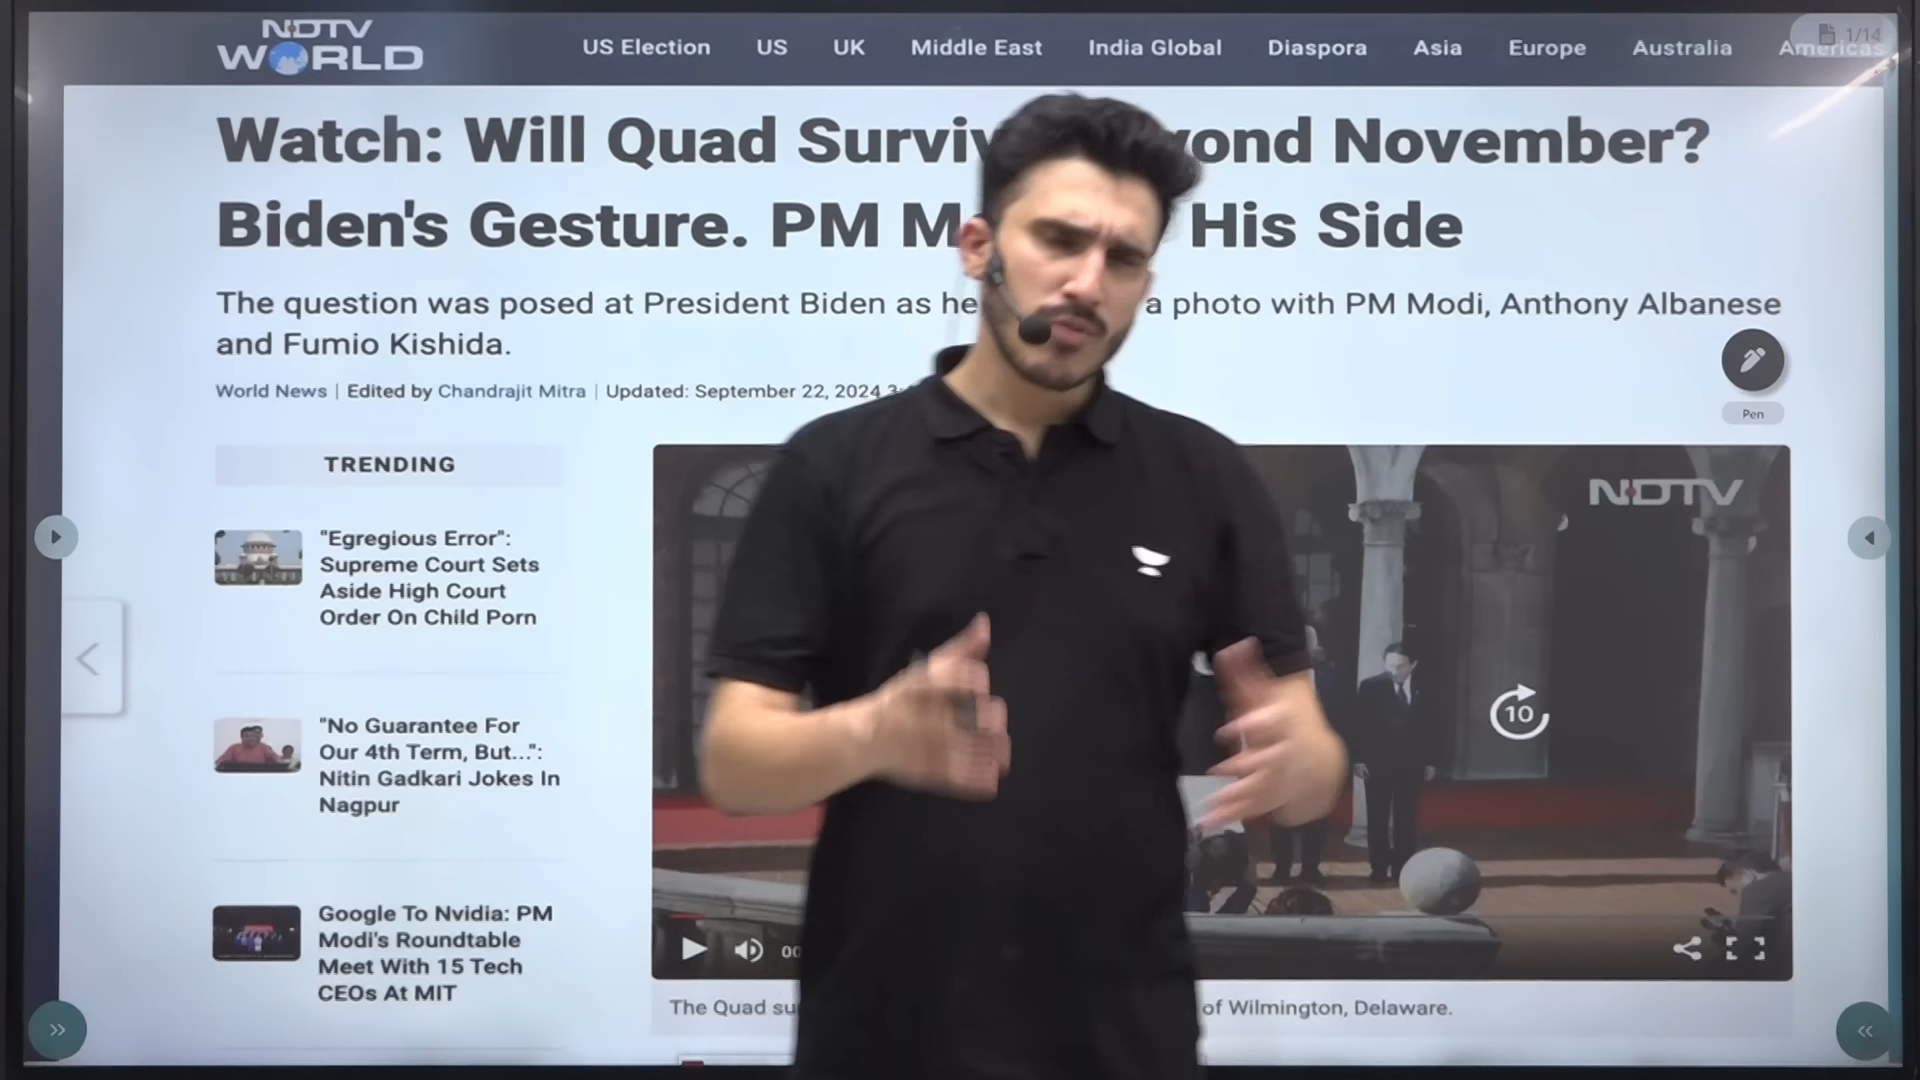 NDTV
WORLD
US Election US UK Middle East India Global Diaspora Asia Europe Australia Americas
1/14
Watch: Will Quad Surviv yond November?
Biden's Gesture. PM M His Side
The question was posed at President Biden as he a photo with PM Modi, Anthony Albanese
and Fumio Kishida.
World News | Edited by Chandrajit Mitra | Updated: September 22, 2024 3:
Pen
TRENDING
"Egregious Error":
Supreme Court Sets
Aside High Court
Order On Child Porn
"No Guarantee For
Our 4th Term, But...":
Nitin Gadkari Jokes In
Nagpur
Google To Nvidia: PM
Modi's Roundtable
Meet With 15 Tech
CEOs At MIT
NDTV
10
00
The Quad su of Wilmington, Delaware.